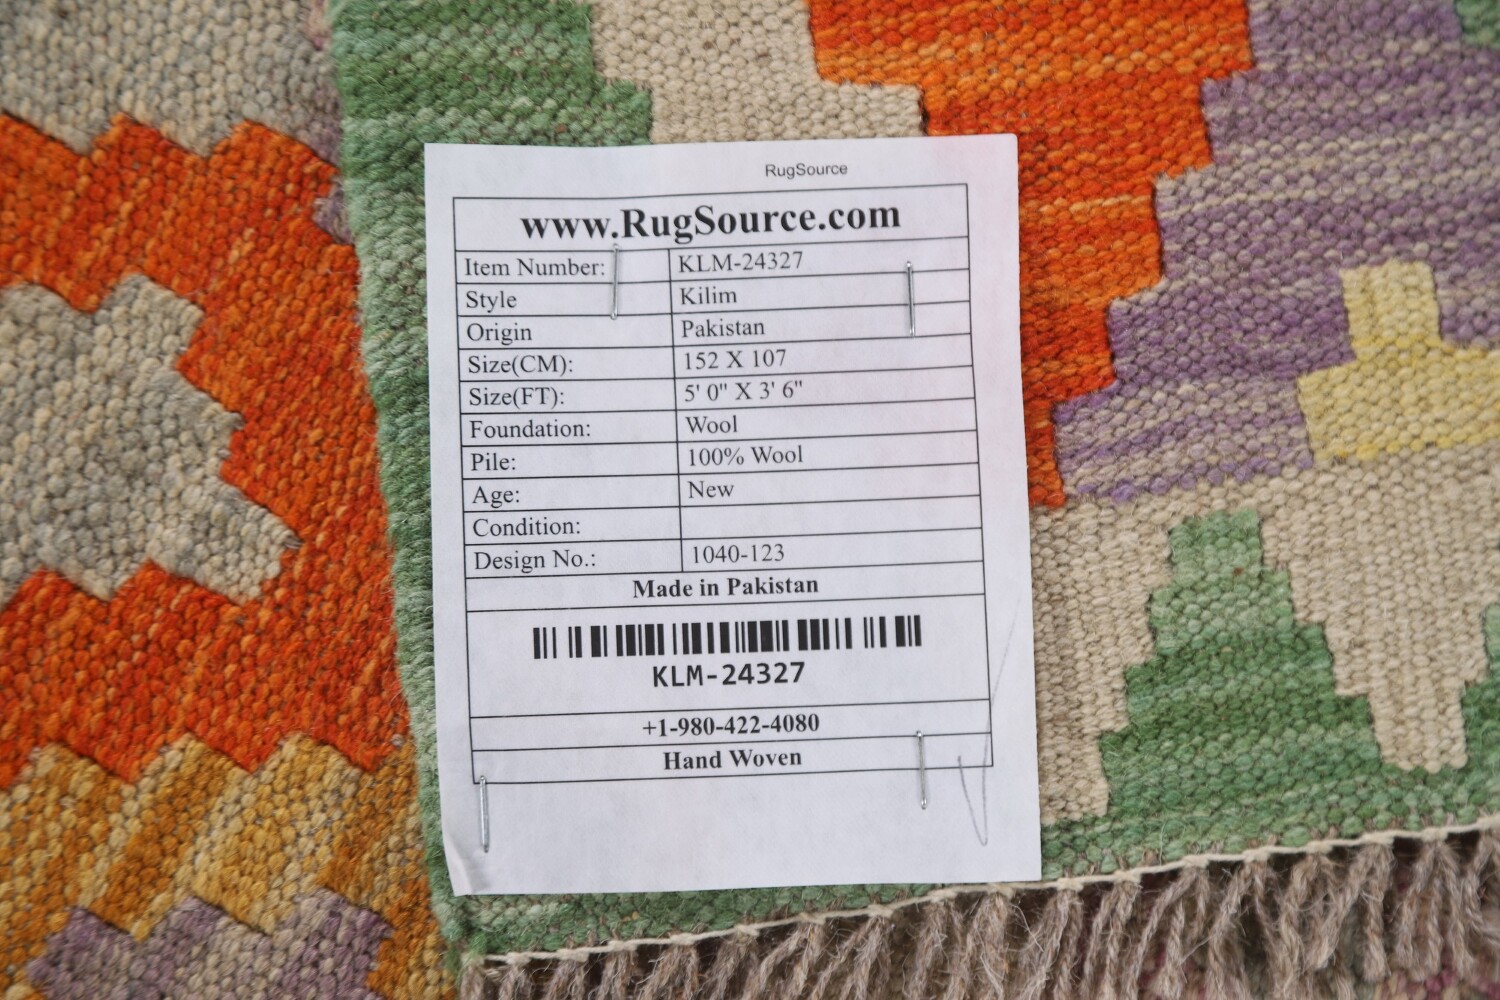 RugSource
www.RugSource.com
Item Number: KLM-24327
Style Kilim
Origin Pakistan
Size(CM): 152 X 107
Size(FT): 5' 0" X 3' 6"
Foundation: Wool
Pile: 100% Wool
Age: New
Condition:
Design No.: 1040-123
Made in Pakistan
KLM-24327
+1-980-422-4080
Hand Woven